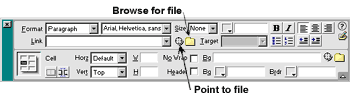 Browse for file
Format Paragraph Arial, Helvetica, sans Size None B I
Link Target
Cell Horz Default W No Wrap Bg
Vert Top H Header Bg Brdr
Point to file